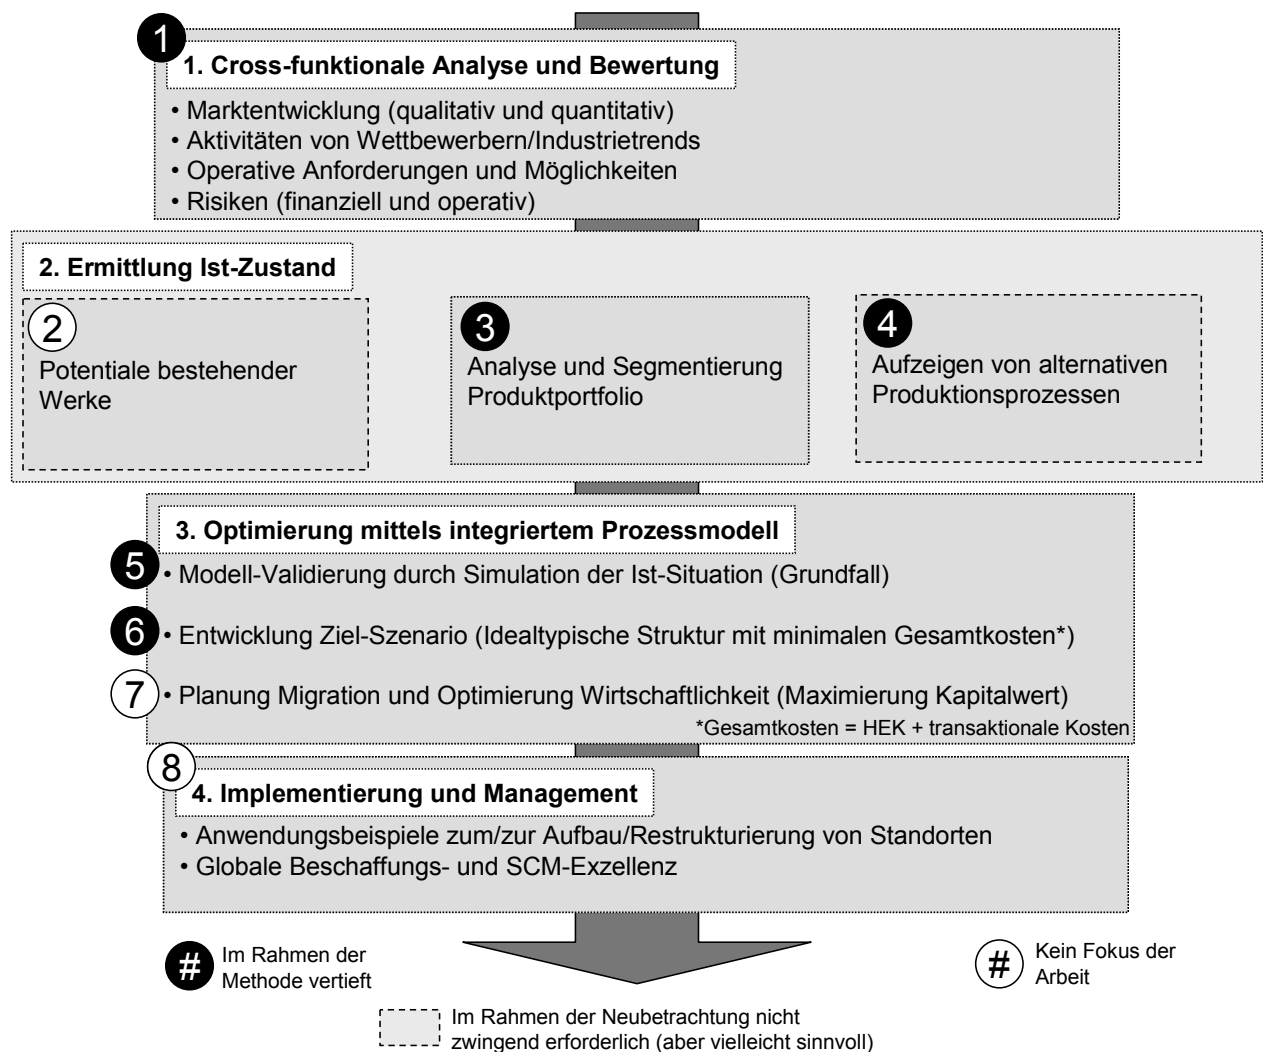 1
1. Cross-funktionale Analyse und Bewertung
• Marktentwicklung (qualitativ und quantitativ)
• Aktivitäten von Wettbewerbern/Industrietrends
• Operative Anforderungen und Möglichkeiten
• Risiken (finanziell und operativ)
2. Ermittlung Ist-Zustand
2
Potentiale bestehender
Werke
3
Analyse und Segmentierung
Produktportfolio
4
Aufzeigen von alternativen
Produktionsprozessen
3. Optimierung mittels integriertem Prozessmodell
5 • Modell-Validierung durch Simulation der Ist-Situation (Grundfall)
6 • Entwicklung Ziel-Szenario (Idealtypische Struktur mit minimalen Gesamtkosten*)
7 • Planung Migration und Optimierung Wirtschaftlichkeit (Maximierung Kapitalwert)
*Gesamtkosten = HEK + transaktionale Kosten
8
4. Implementierung und Management
• Anwendungsbeispiele zum/zur Aufbau/Restrukturierung von Standorten
• Globale Beschaffungs- und SCM-Exzellenz
# Im Rahmen der
Methode vertieft
# Kein Fokus der
Arbeit
Im Rahmen der Neubetrachtung nicht
zwingend erforderlich (aber vielleicht sinnvoll)